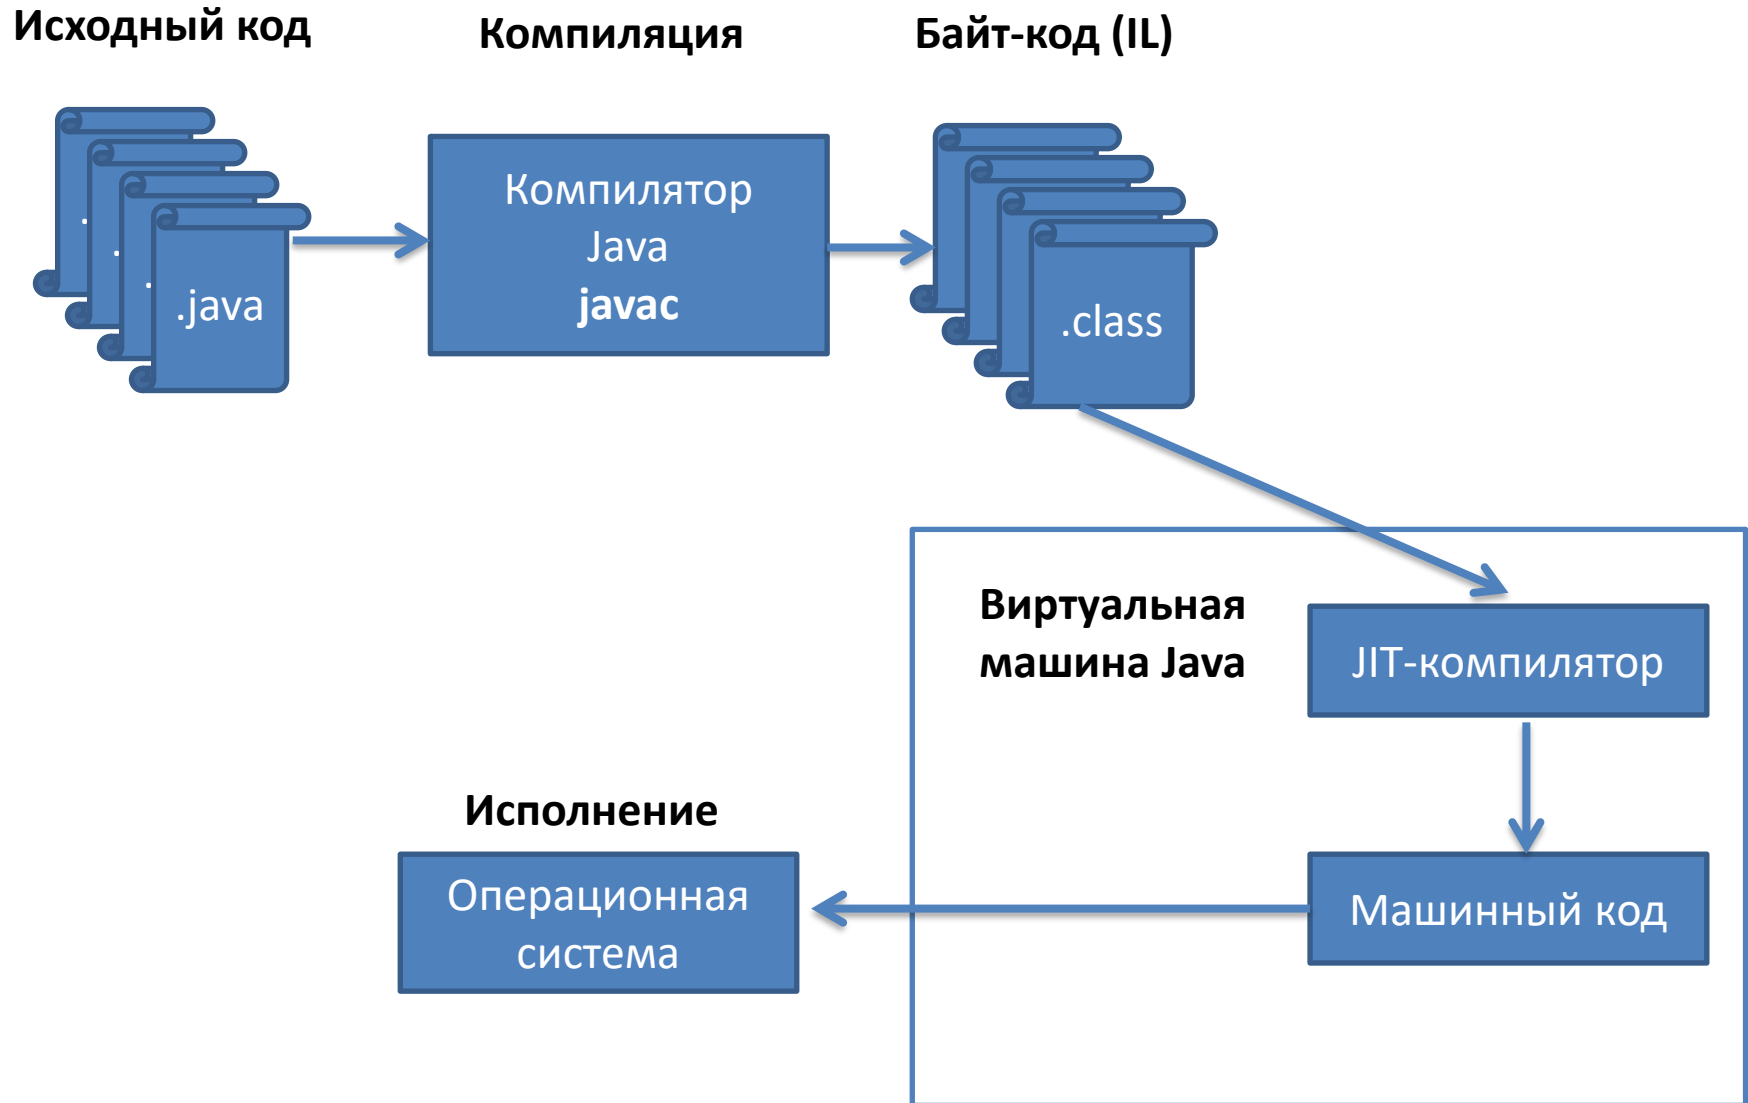 Исходный код
Компиляция
Байт-код (IL)
.java
Компилятор
Java
javac
.class
Виртуальная
машина Java
JIT-компилятор
Машинный код
Исполнение
Операционная
система